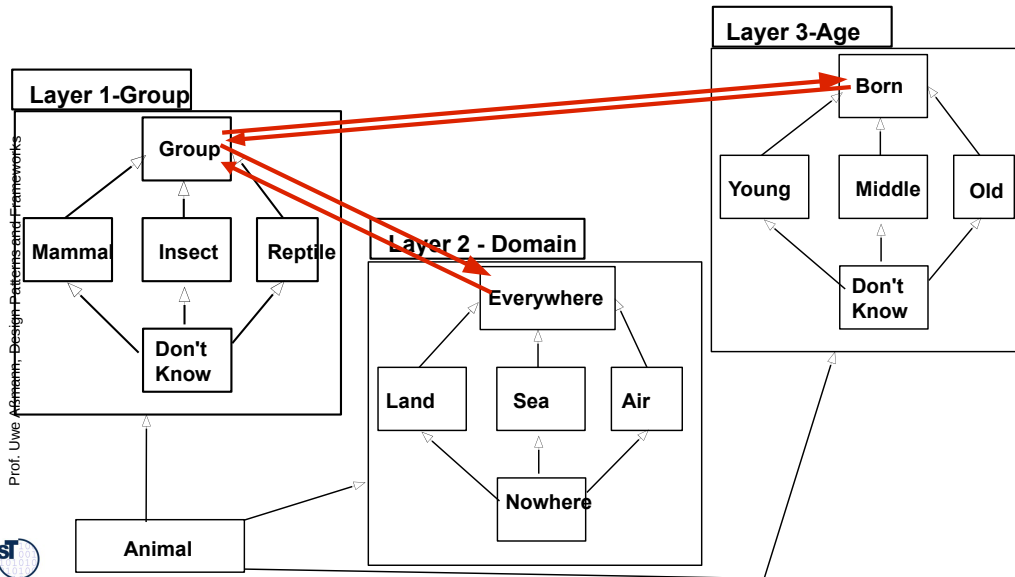 Layer 3-Age
Born
Young
Middle
Old
Don't
Know
Layer 1-Group
Group
Mammal
Insect
Reptile
Don't
Know
Layer 2 - Domain
Everywhere
Land
Sea
Air
Nowhere
Animal
Prof. Uwe Aßmann, Design Patterns and Frameworks
sT